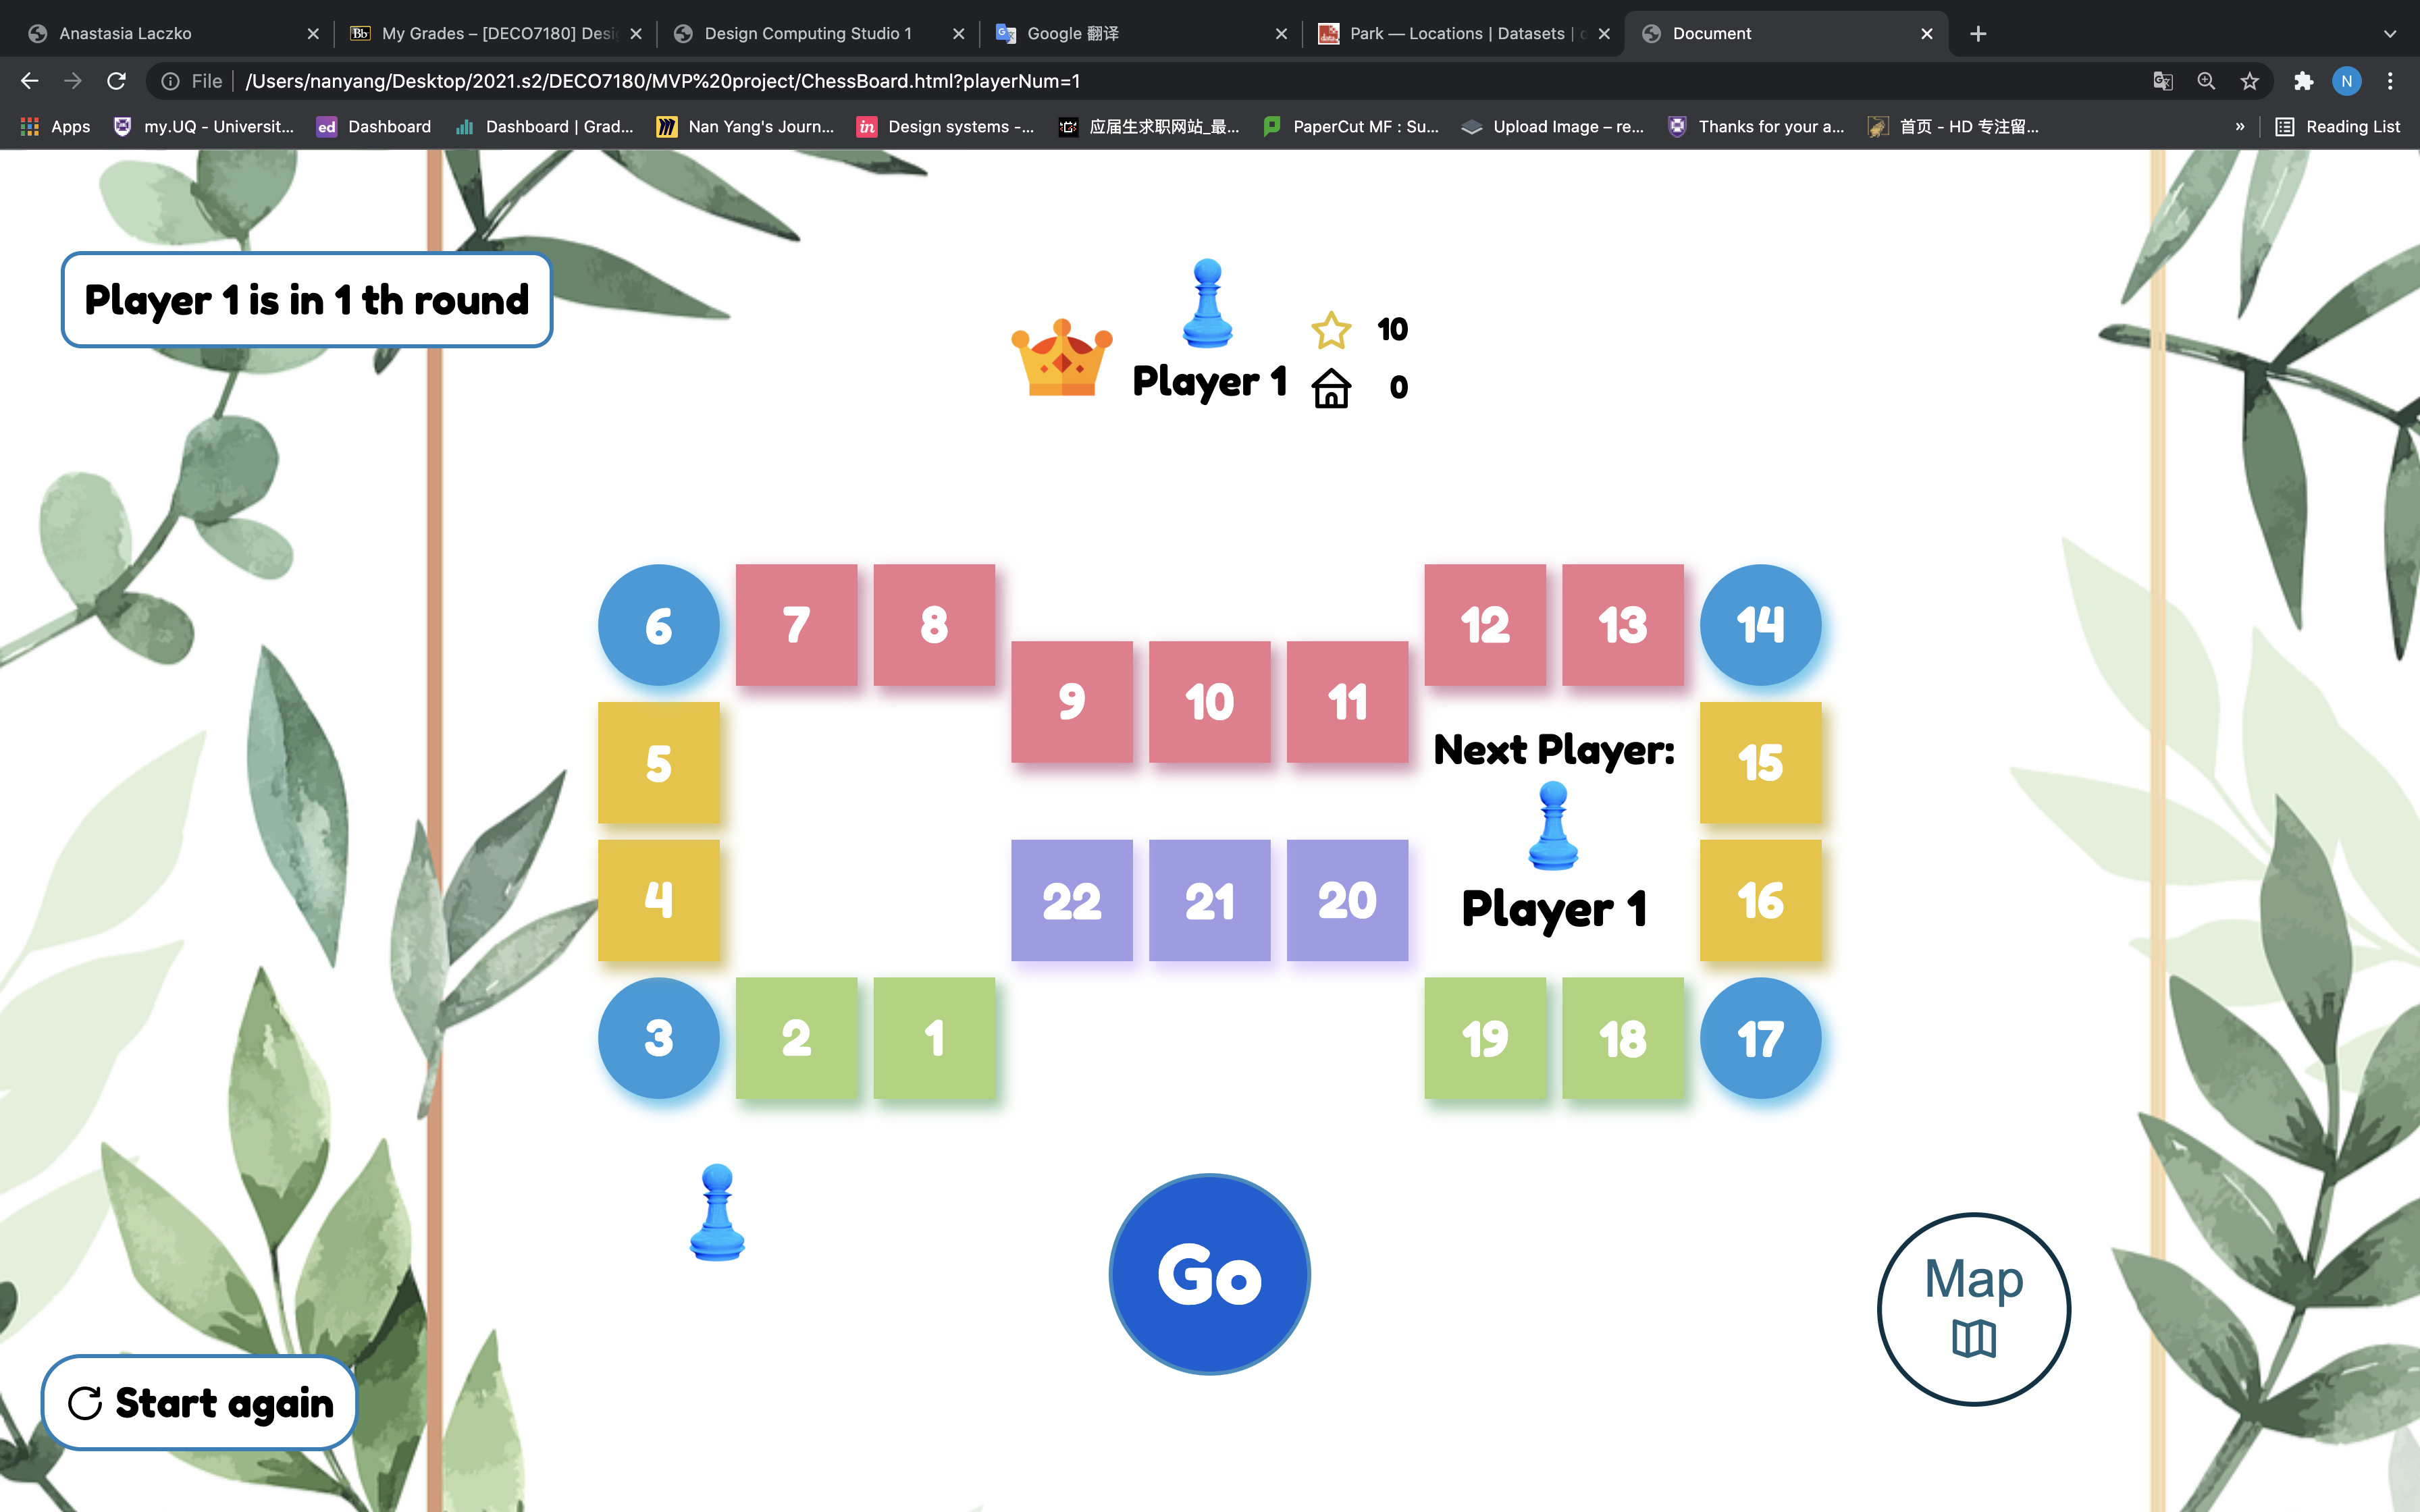 Anastasia Laczko
Bb My Grades – [DECO7180] Desi
Design Computing Studio 1
Google 翻译
Park — Locations | Datasets |
Document
File /Users/nanyang/Desktop/2021.s2/DECO7180/MVP%20project/ChessBoard.html?playerNum=1
N
Apps
my.UQ - Universit...
ed Dashboard
Dashboard | Grad...
Nan Yang's Journ...
in Design systems -...
应届生求职网站_最...
PaperCut MF : Su...
Upload Image – re...
Thanks for your a...
首页 - HD 专注留...
»
Reading List
Player 1 is in 1 th round
Player 1
10
0
6 7 8 12 13 14
9 10 11
5
Next Player:
15
4 22 21 20
Player 1
16
3 2 1 19 18 17
Go
Map
Start again